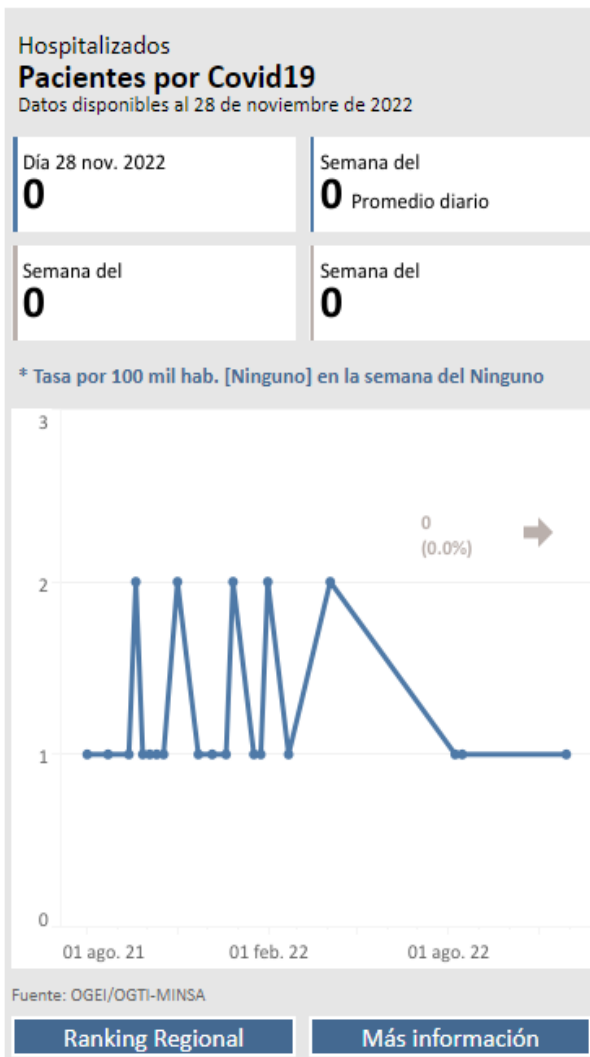 Hospitalizados
Pacientes por Covid19
Datos disponibles al 28 de noviembre de 2022
Día 28 nov. 2022
0
Semana del
0 Promedio diario
Semana del
0
Semana del
0
* Tasa por 100 mil hab. [Ninguno] en la semana del Ninguno
3
0
(0.0%)
2
1
0
01 ago. 21
01 feb. 22
01 ago. 22
Fuente: OGEI/OGTI-MINSA
Ranking Regional
Más información